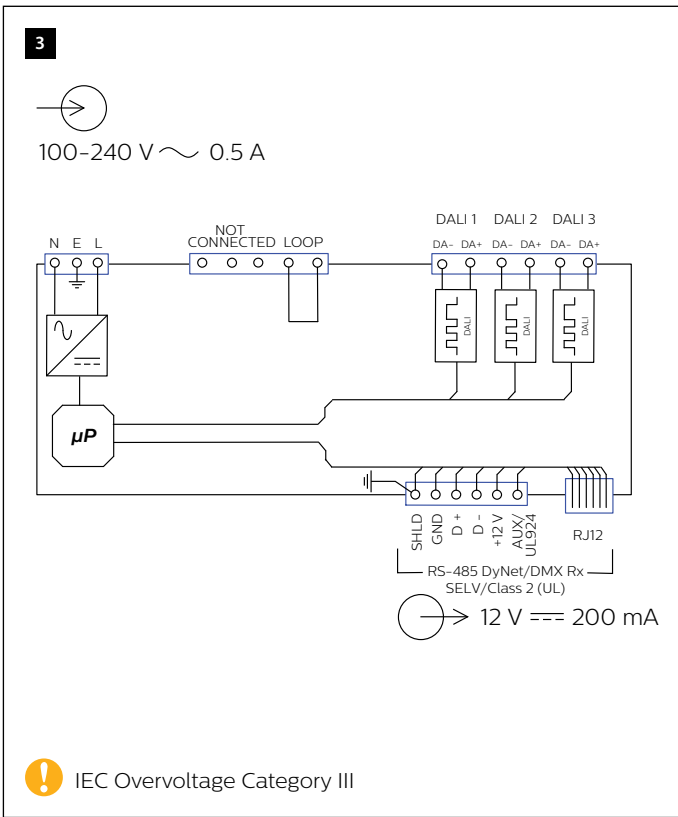 3
100-240 V ~ 0.5 A
DALI 1 DALI 2 DALI 3
N E L
NOT
CONNECTED LOOP
DA- DA+ DA- DA+ DA- DA+
DALI DALI DALI
µP
SHLD
GND
D +
D -
+12 V
AUX/
UL924
RJ12
RS-485 DyNet/DMX Rx
SELV/Class 2 (UL)
12 V ⎓ 200 mA
! IEC Overvoltage Category III